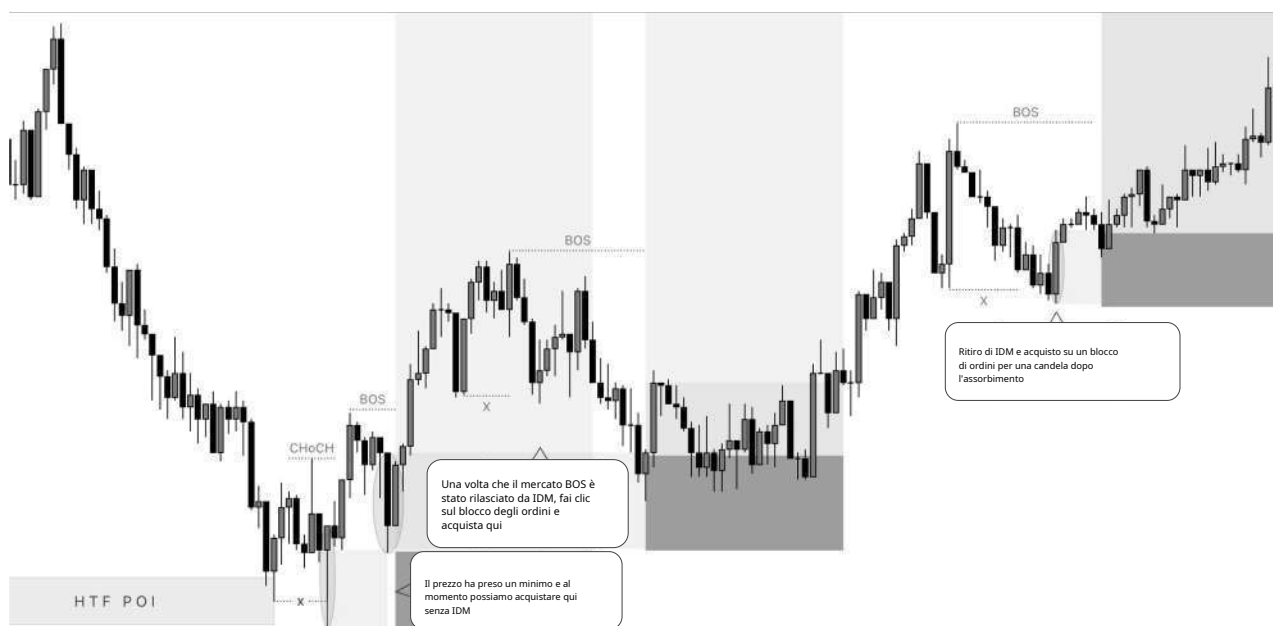 BOS
BOS
BOS
CHoCH
X
X
Ritiro di IDM e acquisto su un blocco
di ordini per una candela dopo
l'assorbimento
Una volta che il mercato BOS è
stato rilasciato da IDM, fai clic
sul blocco degli ordini e
acquista qui
Il prezzo ha preso un minimo e al
momento possiamo acquistare qui
senza IDM
HTF POI
x